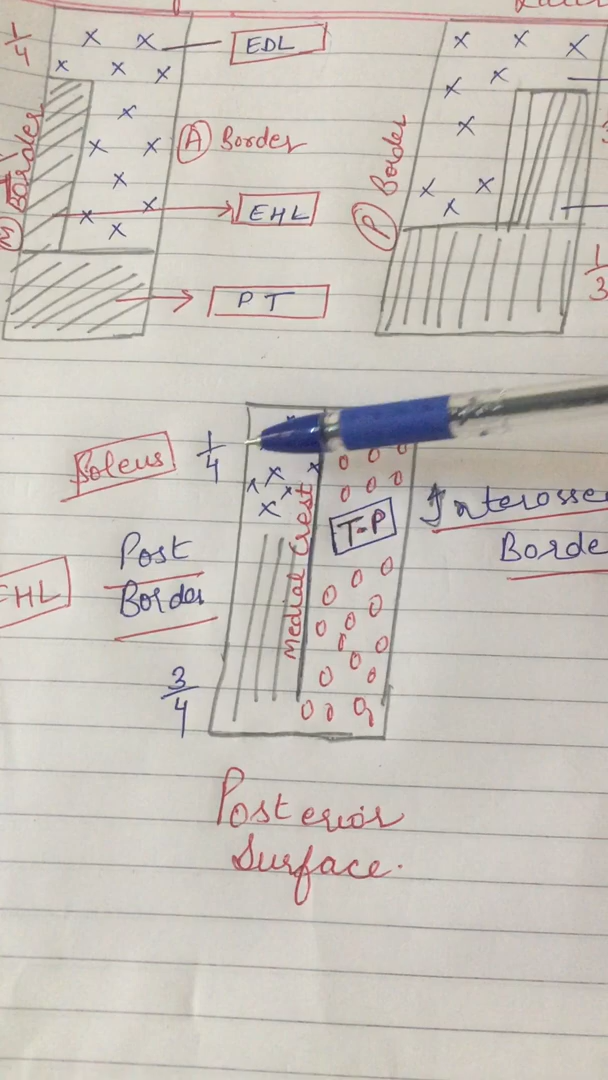 1/4
EDL
M Border
A Border
EHL
PT
P Border
1/3
Soleus
1/4
Medial Crest
T-P
Interosse
Borde
Post
Border
EHL
3/4
Posterior
Surface.